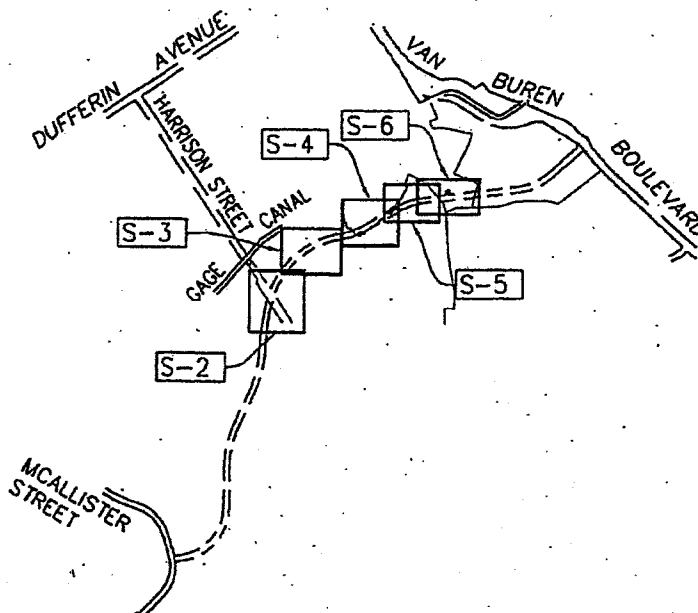 DUFFERIN AVENUE
VAN BUREN BOULEVARD
HARRISON STREET
S-6
S-4
GAGE CANAL
S-3
S-5
S-2
MCALLISTER
STREET